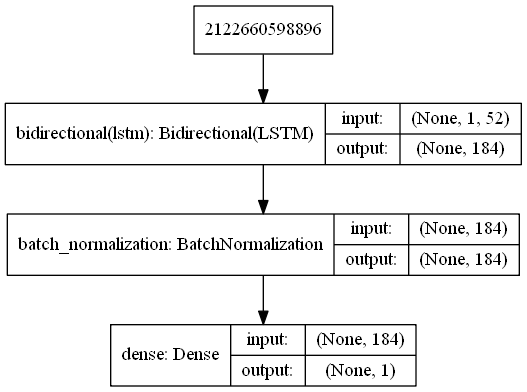 2122660598896
bidirectional(lstm): Bidirectional(LSTM)
input:
(None, 1, 52)
output:
(None, 184)
batch_normalization: BatchNormalization
input:
(None, 184)
output:
(None, 184)
dense: Dense
input:
(None, 184)
output:
(None, 1)